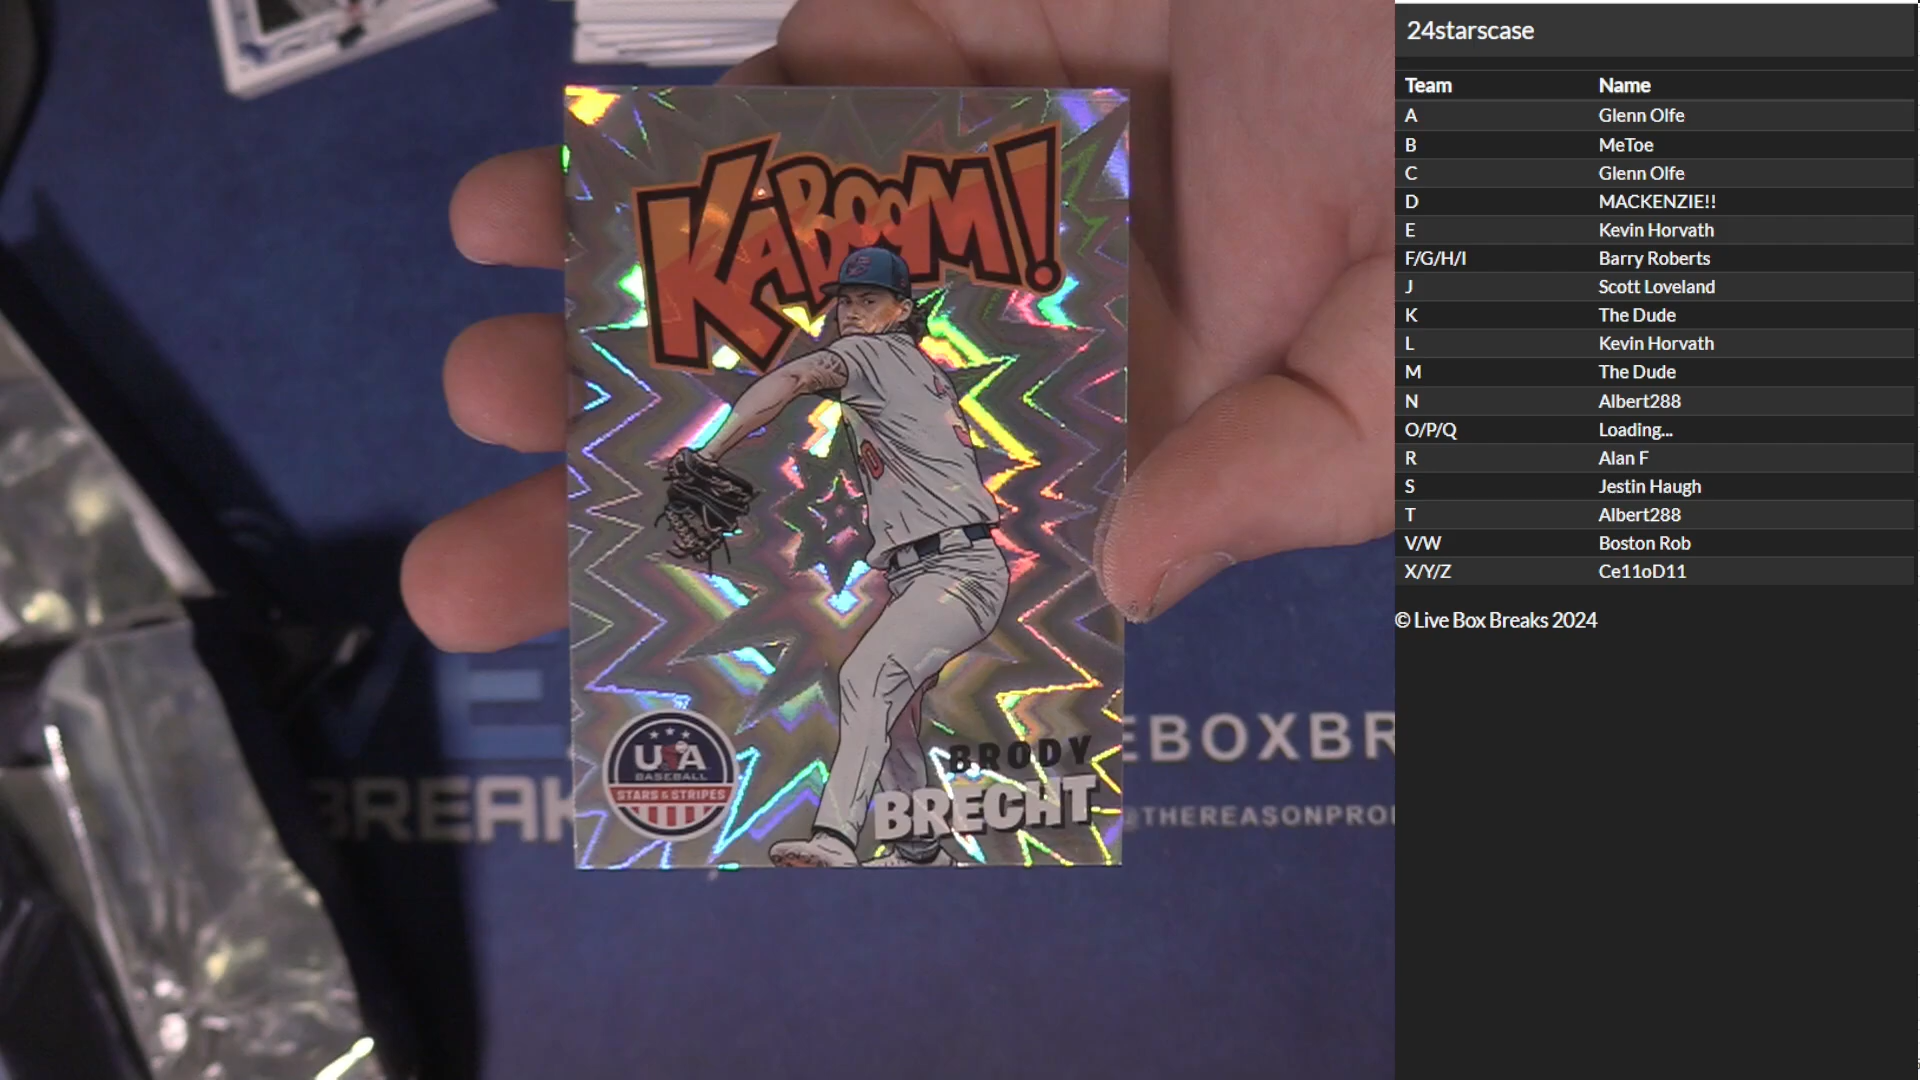 KABOOM!
USA
BASEBALL
STARS & STRIPES
BRODY
BRECHT
EBOXBR
BREAK
@THEREASONPRO
24starscase
Team Name
A Glenn Olfe
B MeToe
C Glenn Olfe
D MACKENZIE!!
E Kevin Horvath
F/G/H/I Barry Roberts
J Scott Loveland
K The Dude
L Kevin Horvath
M The Dude
N Albert288
O/P/Q Loading...
R Alan F
S Jestin Haugh
T Albert288
V/W Boston Rob
X/Y/Z Ce11oD11
© Live Box Breaks 2024